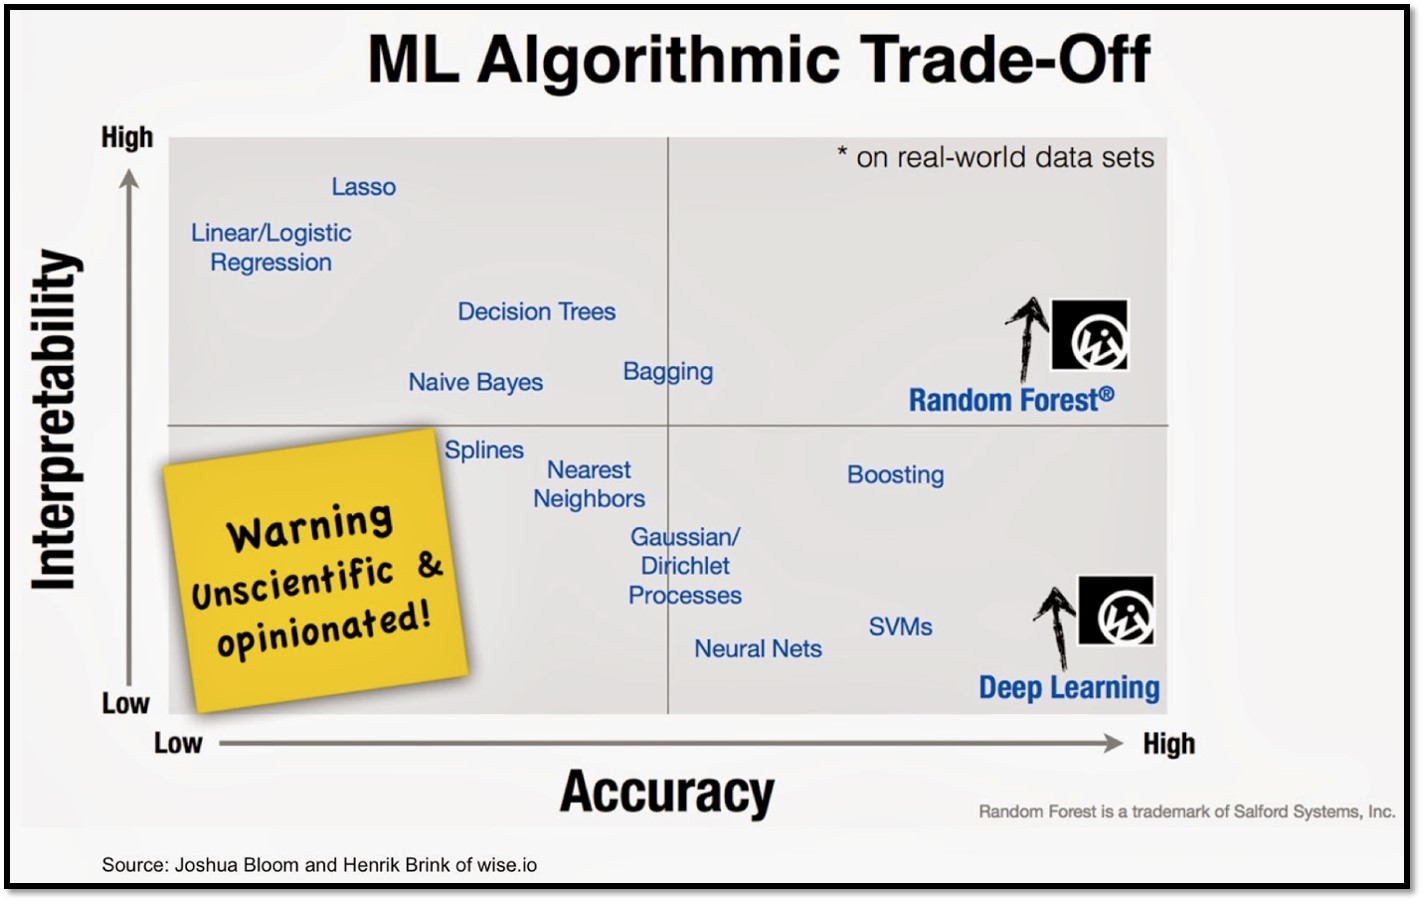 ML Algorithmic Trade-Off
High
* on real-world data sets
Lasso
Linear/Logistic
Regression
Decision Trees
Naive Bayes
Bagging
Random Forest®
Interpretability
Splines
Nearest
Neighbors
Boosting
Warning
Unscientific &
opinionated!
Gaussian/
Dirichlet
Processes
SVMs
Neural Nets
Deep Learning
Low
Low
High
Accuracy
Random Forest is a trademark of Salford Systems, Inc.
Source: Joshua Bloom and Henrik Brink of wise.io